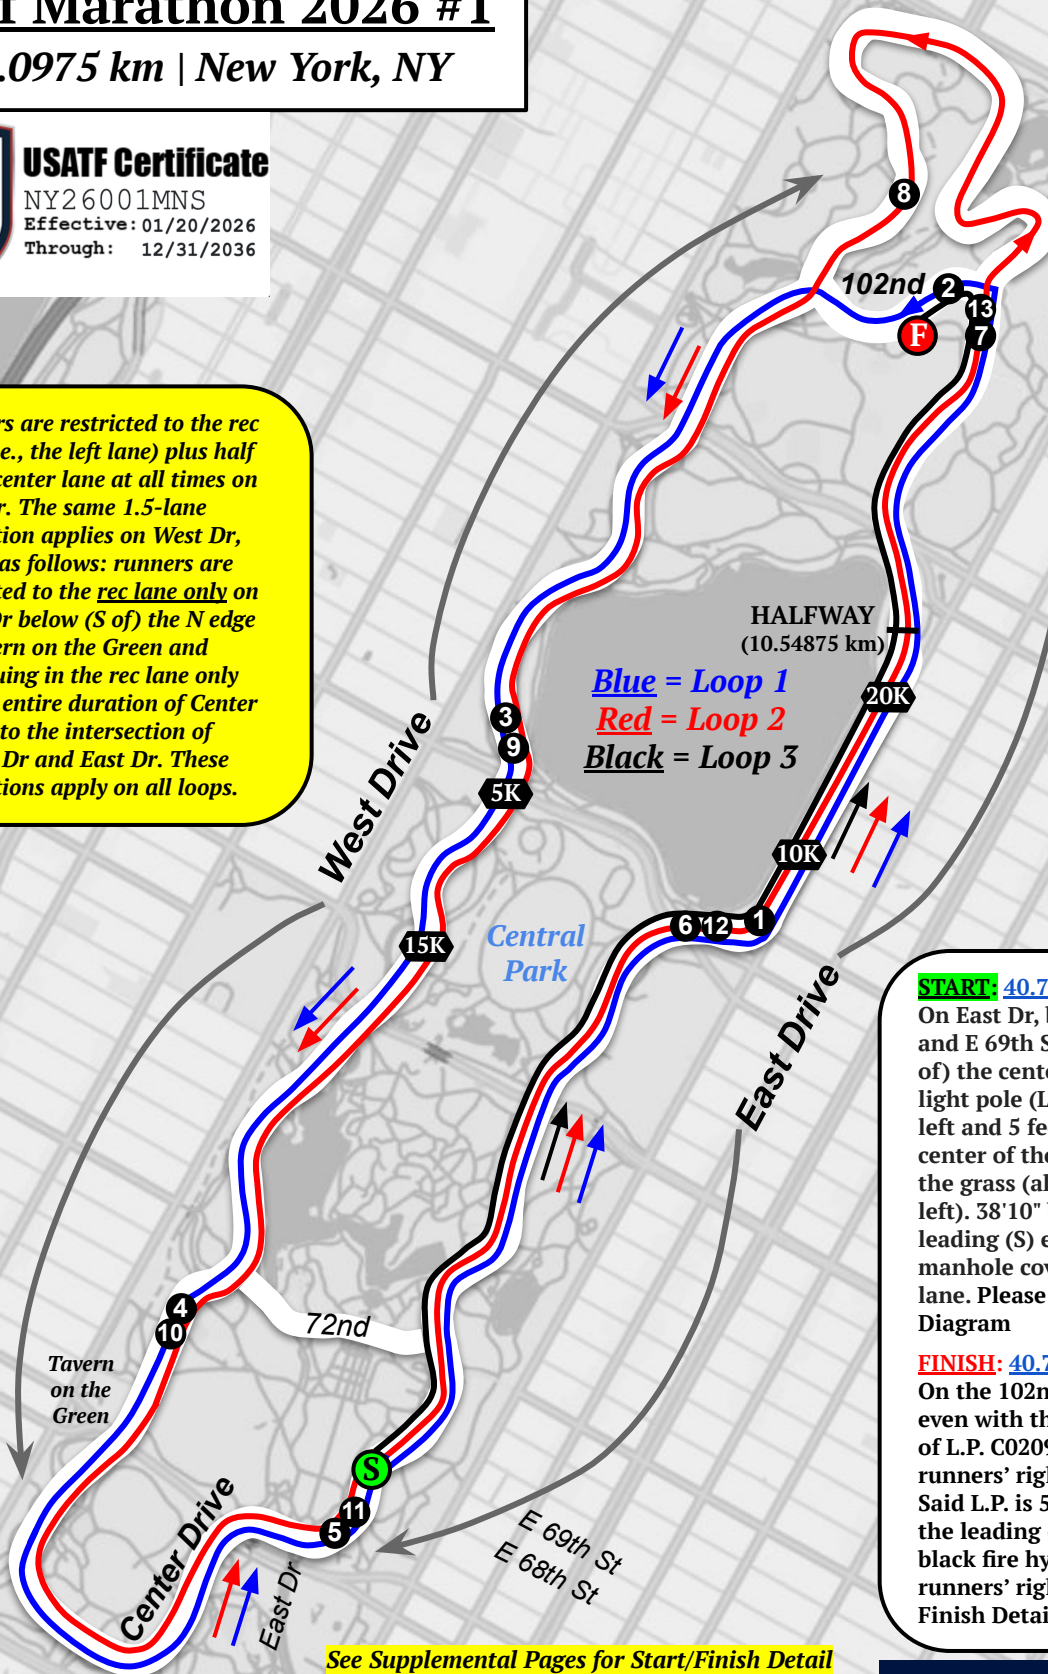 f Marathon 2026 #1
.0975 km | New York, NY
USATF Certificate
NY26001MNS
Effective: 01/20/2026
Through: 12/31/2036
rs are restricted to the rec
e., the left lane) plus half
center lane at all times on
r. The same 1.5-lane
tion applies on West Dr,
as follows: runners are
ted to the rec lane only on
Dr below (S of) the N edge
ern on the Green and
uing in the rec lane only
entire duration of Center
to the intersection of
Dr and East Dr. These
tions apply on all loops.
8
102nd
2
13
F
7
HALFWAY
(10.54875 km)
Blue = Loop 1
Red = Loop 2
Black = Loop 3
20K
3
9
5K
West Drive
10K
6
12
1
15K
Central
Park
East Drive
START: 40.7
On East Dr, b
and E 69th S
of) the cente
light pole (L
left and 5 fe
center of the
the grass (al
left). 38'10"
leading (S) e
manhole cov
lane. Please
Diagram
FINISH: 40.7
On the 102n
even with th
of L.P. C0209
runners' righ
Said L.P. is 5
the leading
black fire hy
runners' righ
Finish Detai
4
10
72nd
Tavern
on the
Green
S
11
5
Center Drive
East Dr
E 69th St
E 68th St
See Supplemental Pages for Start/Finish Detail